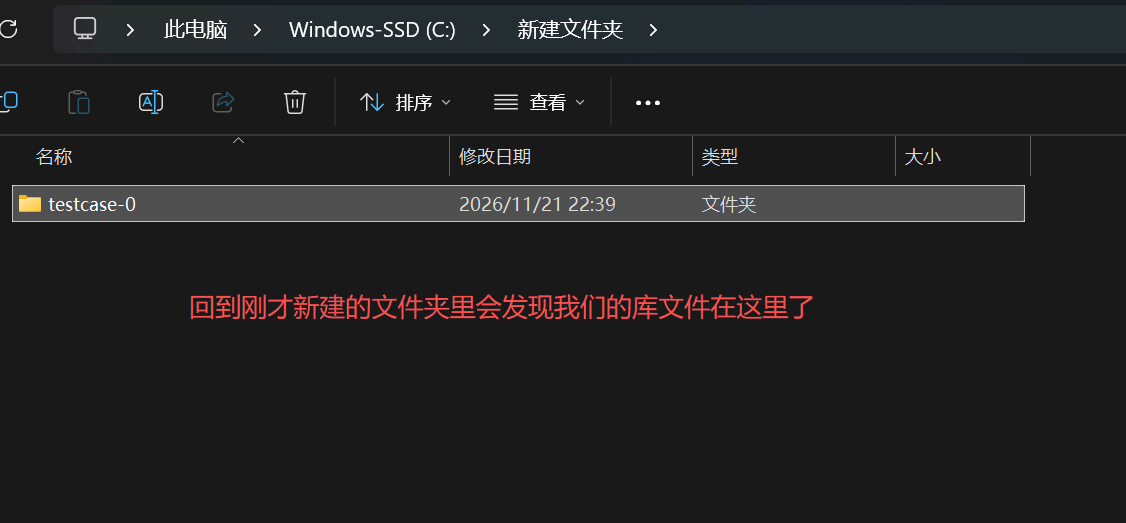 此电脑 Windows-SSD (C:) 新建文件夹
排序 查看
名称 修改日期 类型 大小
testcase-0 2026/11/21 22:39 文件夹
回到刚才新建的文件夹里会发现我们的库文件在这里了